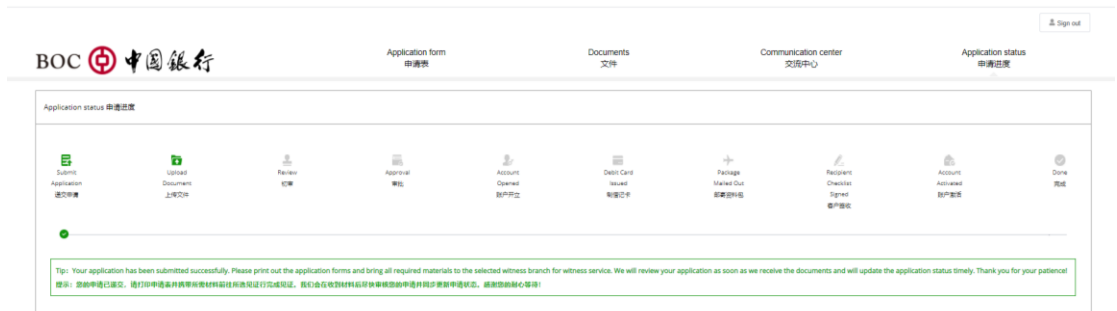 Sign out
BOC 中国銀行
Application form
申请表
Documents
文件
Communication center
交流中心
Application status
申请进度
Application status 申请进度
Submit
Application
递交申请
Upload
Document
上传文件
Review
初审
Approval
审批
Account
Opened
账户开立
Debit Card
Issued
制借记卡
Package
Mailed Out
邮寄资料包
Recipient
Checklist
Signed
客户签收
Account
Activated
账户激活
Done
完成
Tip: Your application has been submitted successfully. Please print out the application forms and bring all required materials to the selected witness branch for witness service. We will review your application as soon as we receive the documents and will update the application status timely. Thank you for your patience!
提示：您的申请已递交，请打印申请表并携带所需材料前往所选见证行完成见证。我们会在收到材料后尽快审核您的申请并同步更新申请状态。感谢您的耐心等待！